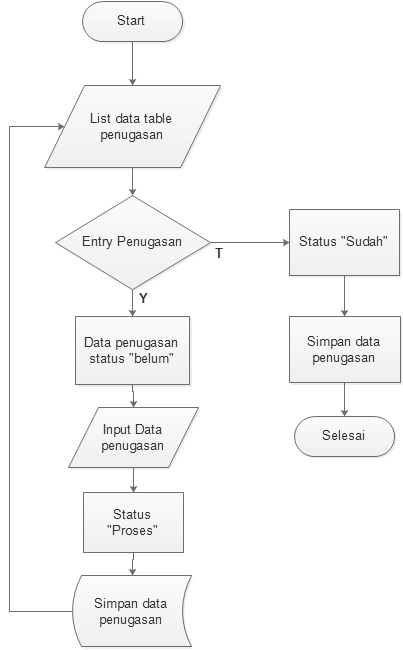 Start
List data table
penugasan
Entry Penugasan
T
Status "Sudah"
Y
Simpan data
penugasan
Data penugasan
status "belum"
Selesai
Input Data
penugasan
Status
"Proses"
Simpan data
penugasan